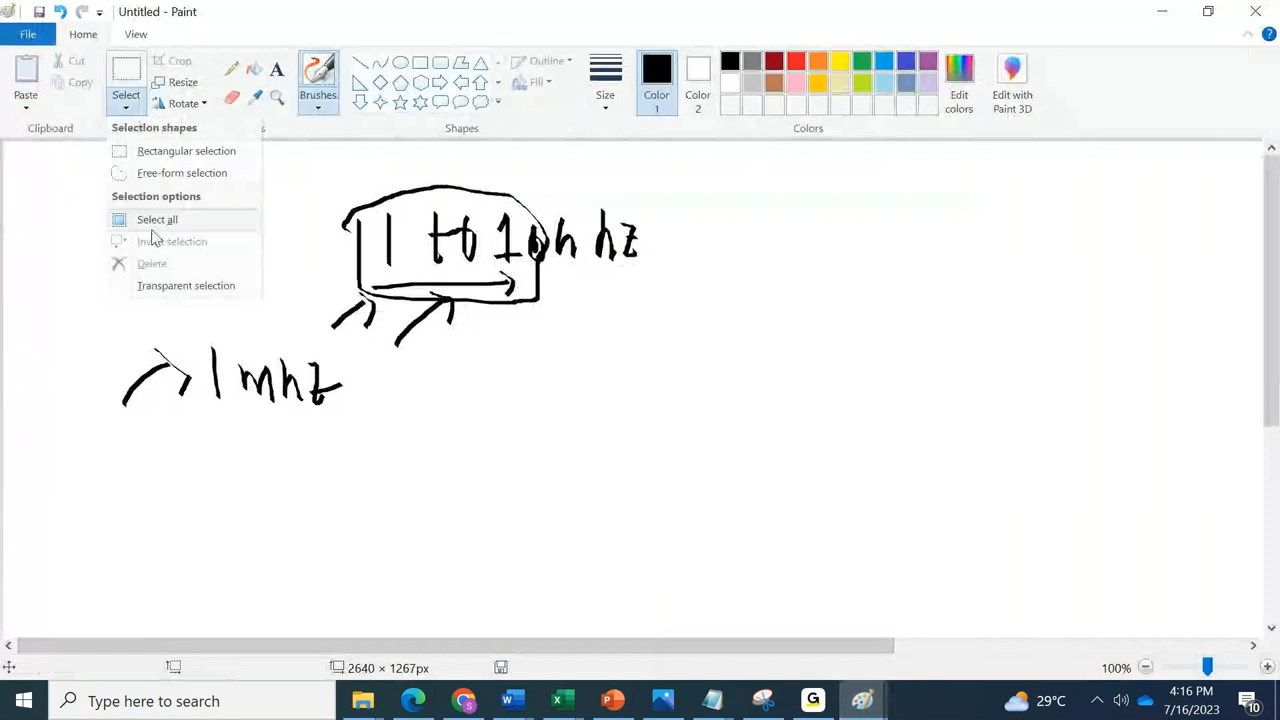 Untitled - Paint
File
Home
View
Paste
Cut
Copy
Clipboard
Select
Crop
Resize
Rotate
Selection shapes
Rectangular selection
Free-form selection
Selection options
Select all
Invert selection
Delete
Transparent selection
Brushes
Outline
Fill
Shapes
Size
Color
1
Color
2
Edit
colors
Edit with
Paint 3D
Colors
1 to 10
hz
1 mhz
2640 × 1267px
100%
Type here to search
29°C
4:16 PM
7/16/2023
10